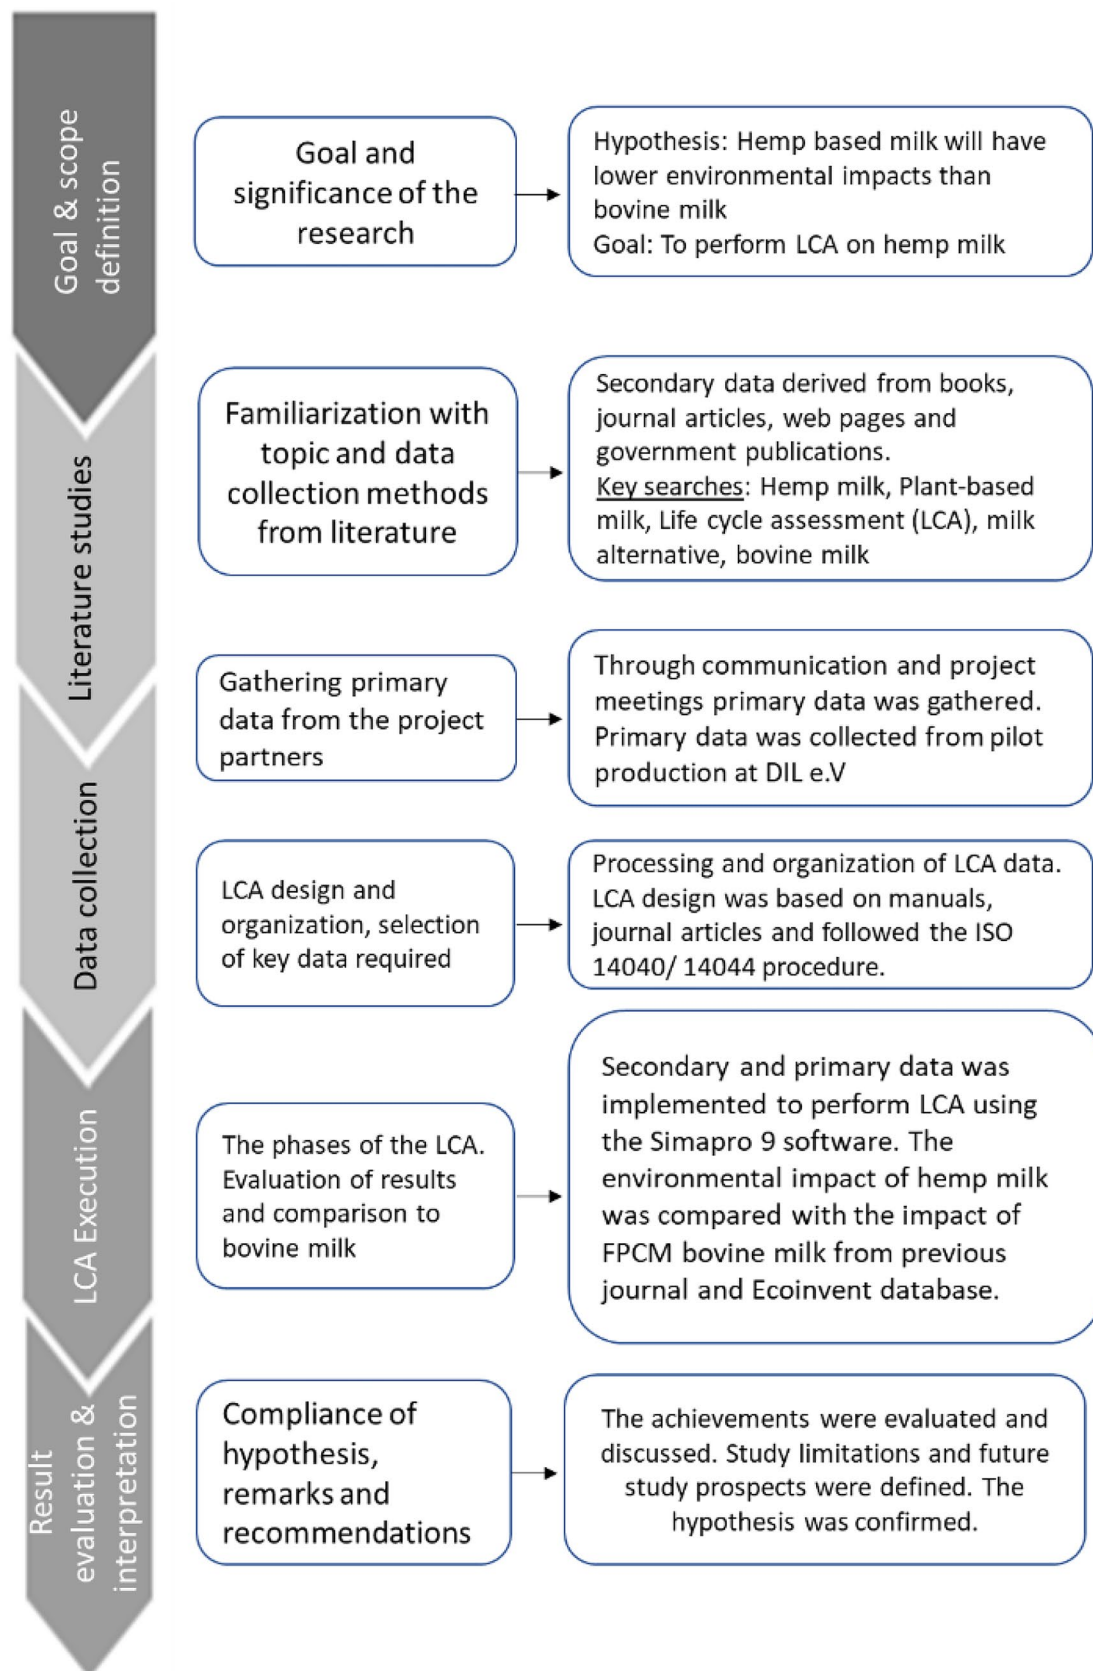 Goal & scope
definition
Goal and
significance of the
research
Hypothesis: Hemp based milk will have
lower environmental impacts than
bovine milk
Goal: To perform LCA on hemp milk
Literature studies
Familiarization with
topic and data
collection methods
from literature
Secondary data derived from books,
journal articles, web pages and
government publications.
Key searches: Hemp milk, Plant-based
milk, Life cycle assessment (LCA), milk
alternative, bovine milk
Data collection
Gathering primary
data from the project
partners
Through communication and project
meetings primary data was gathered.
Primary data was collected from pilot
production at DIL e.V
LCA design and
organization, selection
of key data required
Processing and organization of LCA data.
LCA design was based on manuals,
journal articles and followed the ISO
14040/ 14044 procedure.
LCA Execution
The phases of the LCA.
Evaluation of results
and comparison to
bovine milk
Secondary and primary data was
implemented to perform LCA using
the Simapro 9 software. The
environmental impact of hemp milk
was compared with the impact of
FPCM bovine milk from previous
journal and Ecoinvent database.
Result
evaluation &
interpretation
Compliance of
hypothesis,
remarks and
recommendations
The achievements were evaluated and
discussed. Study limitations and future
study prospects were defined. The
hypothesis was confirmed.